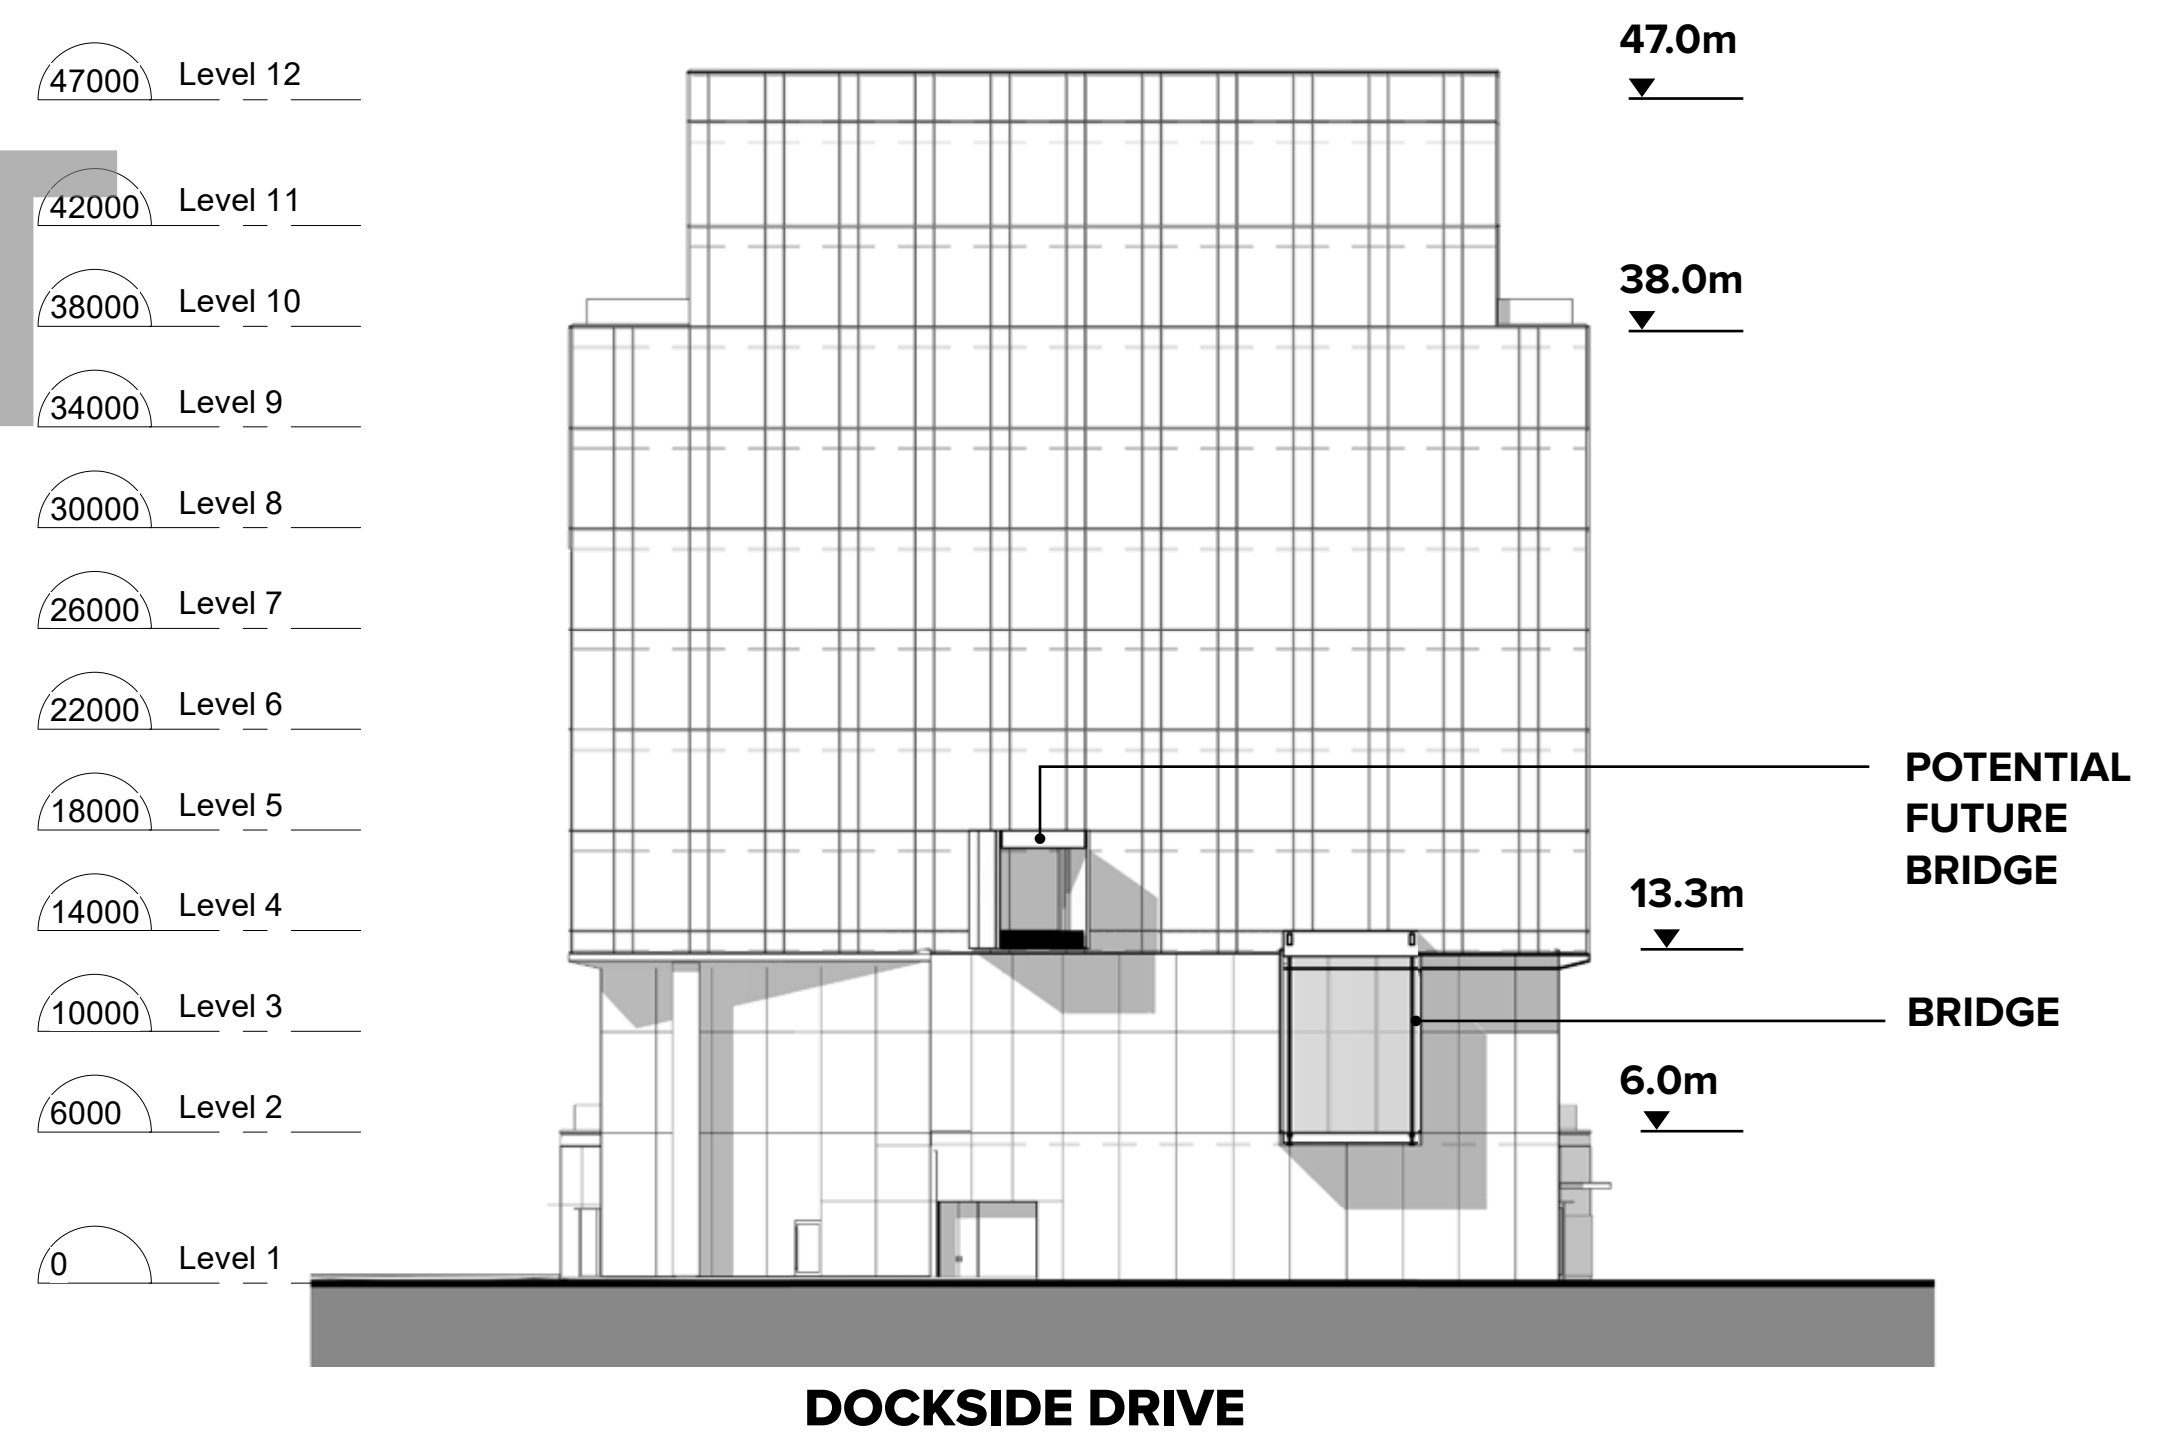 47.0m
47000 Level 12
42000 Level 11
38.0m
38000 Level 10
34000 Level 9
30000 Level 8
26000 Level 7
22000 Level 6
POTENTIAL
FUTURE
BRIDGE
18000 Level 5
13.3m
14000 Level 4
10000 Level 3
BRIDGE
6.0m
6000 Level 2
0 Level 1
DOCKSIDE DRIVE